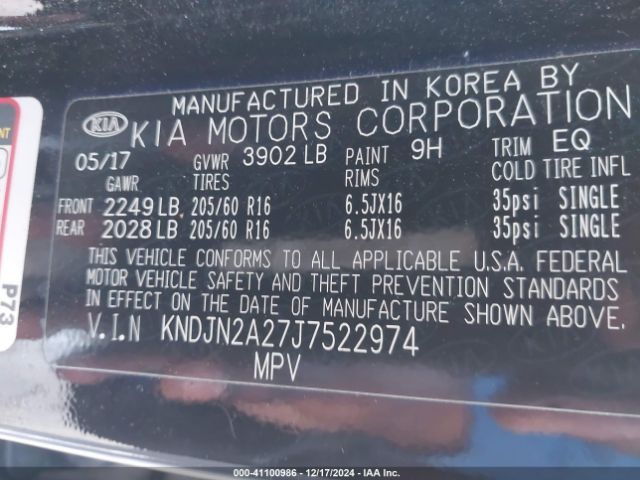 MANUFACTURED IN KOREA BY
KIA KIA MOTORS CORPORATION
05/17 GVWR 3902 LB PAINT 9H TRIM EQ
GAWR TIRES RIMS COLD TIRE INFL
FRONT 2249 LB 205/60 R16 6.5JX16 35psi SINGLE
REAR 2028 LB 205/60 R16 6.5JX16 35psi SINGLE
THIS VEHICLE CONFORMS TO ALL APPLICABLE U.S.A. FEDERAL
MOTOR VEHICLE SAFETY AND THEFT PREVENTION STANDARDS
IN EFFECT ON THE DATE OF MANUFACTURE SHOWN ABOVE.
V.I.N KNDJN2A27J7522974
MPV
P73
000-41100986 - 12/17/2024 - IAA Inc.